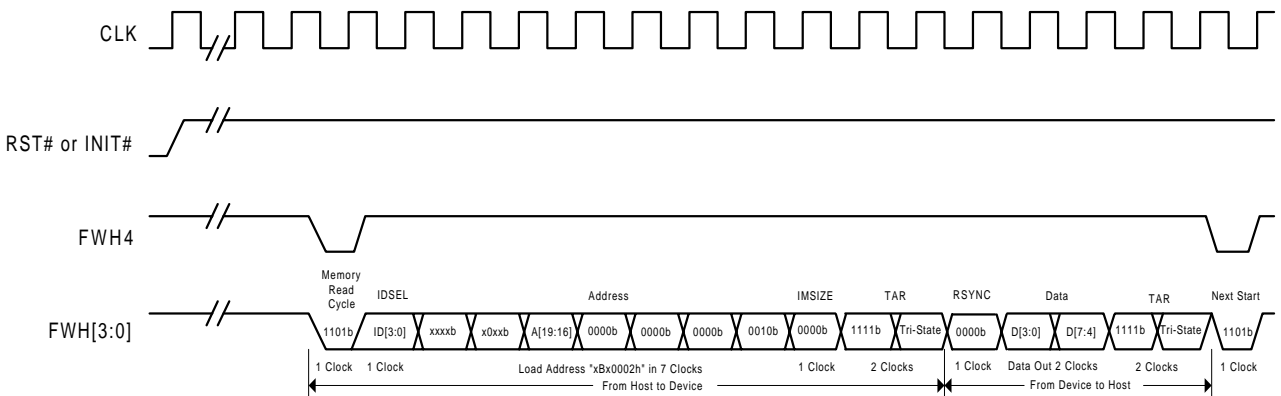 CLK
RST# or INIT#
FWH4
Memory
Read
Cycle
IDSEL Address IMSIZE TAR RSYNC Data TAR Next Start
FWH[3:0] 1101b ID[3:0] xxxxb x0xxb A[19:16] 0000b 0000b 0000b 0010b 0000b 1111b Tri-State 0000b D[3:0] D[7:4] 1111b Tri-State 1101b
1 Clock 1 Clock Load Address "xBx0002h" in 7 Clocks 1 Clock 2 Clocks 1 Clock Data Out 2 Clocks 2 Clocks 1 Clock
From Host to Device From Device to Host